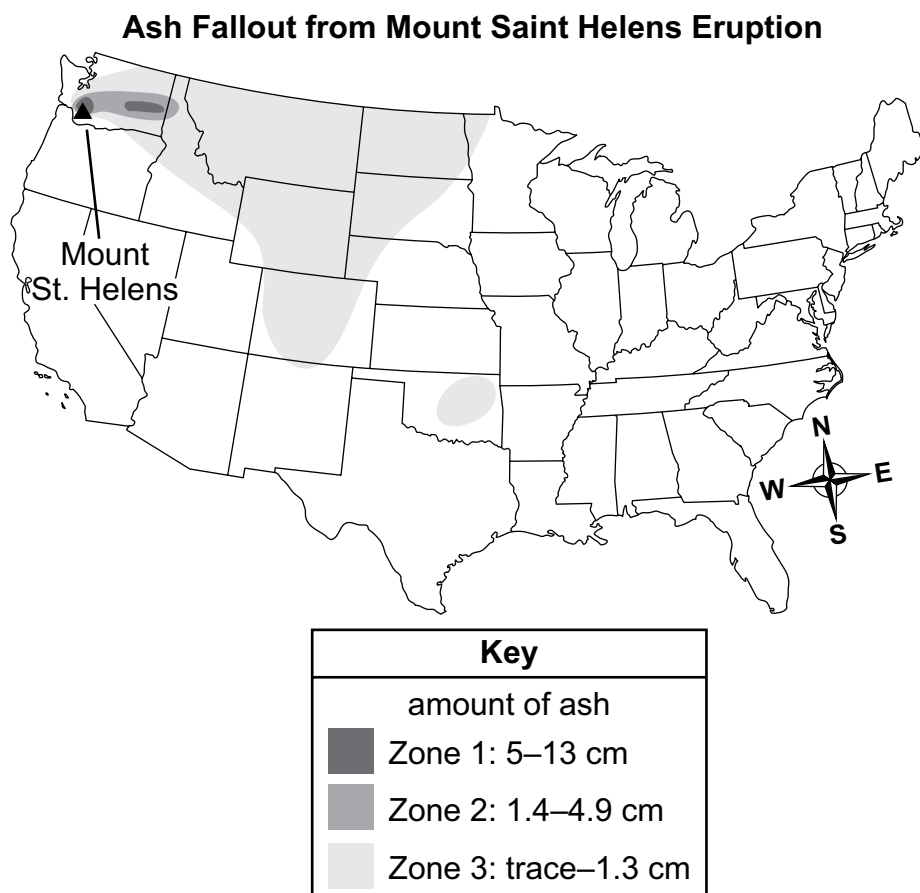 Ash Fallout from Mount Saint Helens Eruption
Mount
St. Helens
N
W
E
S
Key
amount of ash
Zone 1: 5–13 cm
Zone 2: 1.4–4.9 cm
Zone 3: trace–1.3 cm